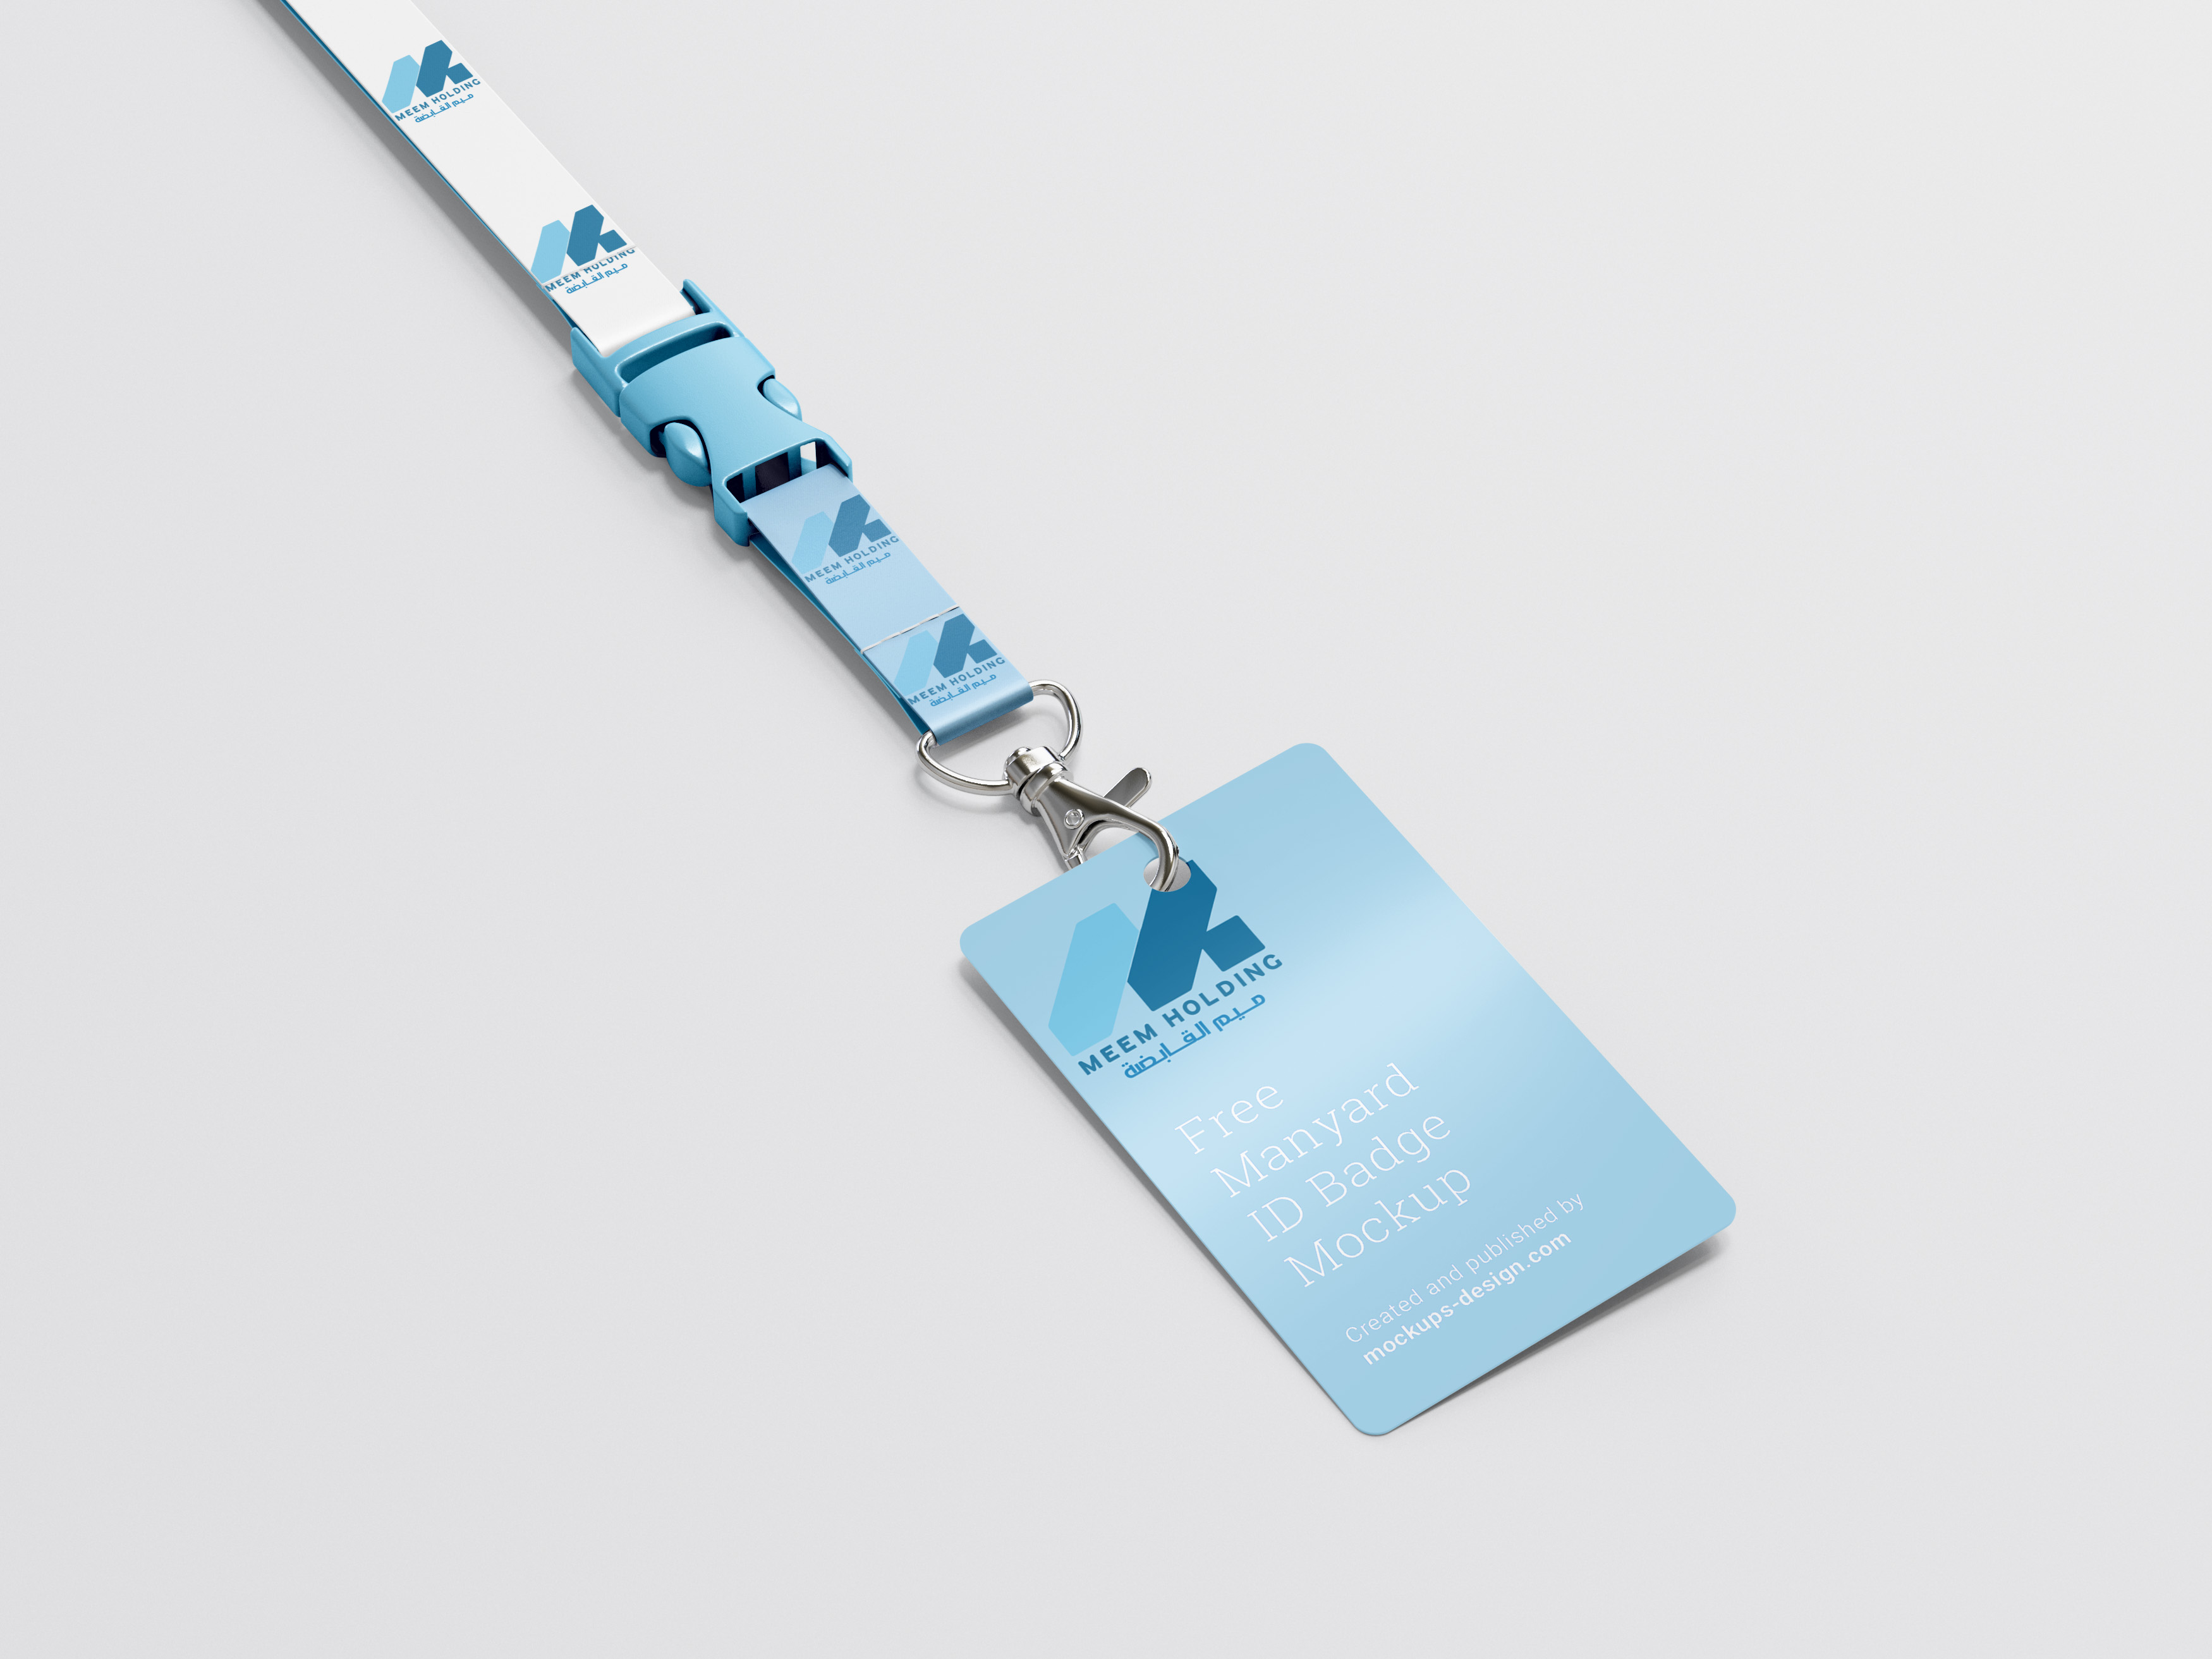 MEEM HOLDING
ميم القابضة
MEEM HOLDING
ميم القابضة
MEEM HOLDING
ميم القابضة
MEEM HOLDING
ميم القابضة
MEEM HOLDING
ميم القابضة
Free
Manyard
ID Badge
Mockup
Created and published by
mockups-design.com